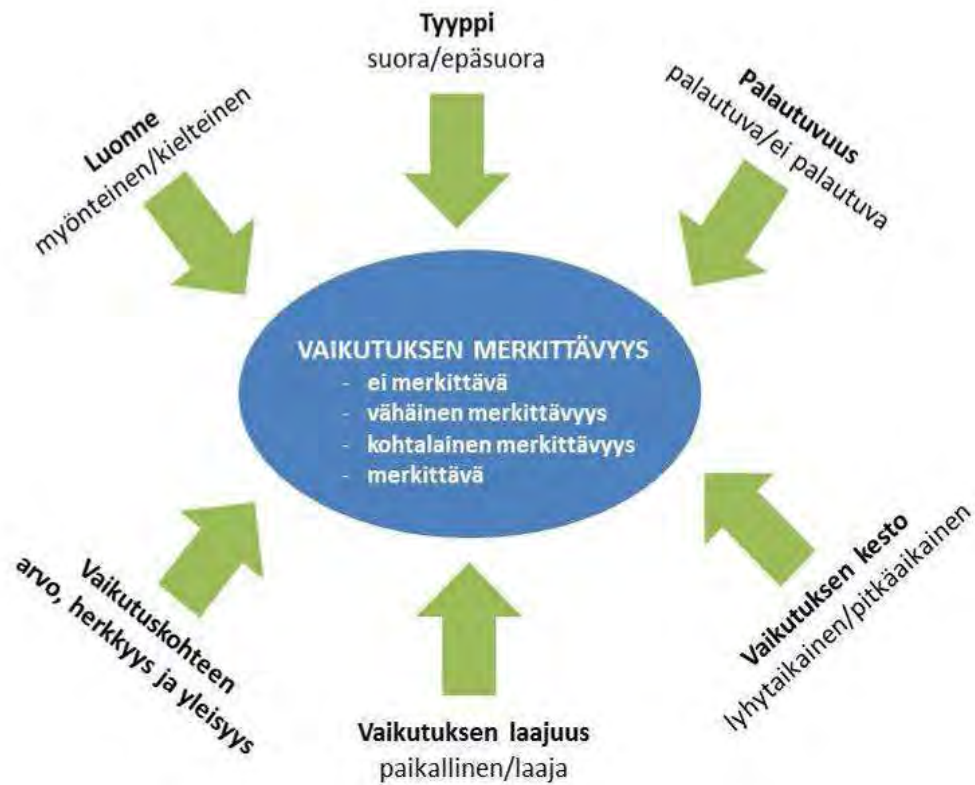 Tyyppi
suora/epäsuora
Luonne
myönteinen/kielteinen
Palautuvuus
palautuva/ei palautuva
VAIKUTUKSEN MERKITTÄVYYS
- ei merkittävä
- vähäinen merkittävyys
- kohtalainen merkittävyys
- merkittävä
Vaikutuskohteen
arvo, herkkyys ja yleisyys
Vaikutuksen kesto
lyhytaikainen/pitkäaikainen
Vaikutuksen laajuus
paikallinen/laaja